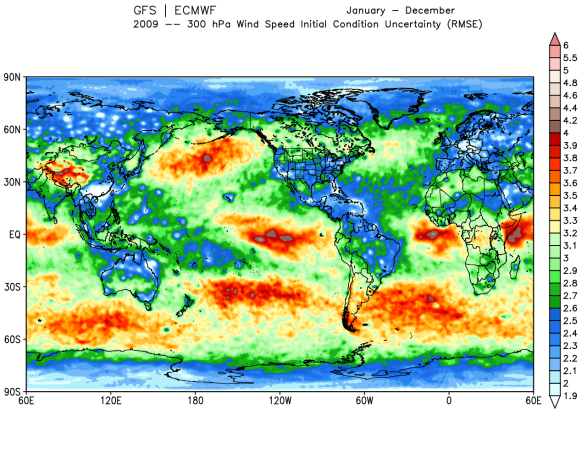 GFS | ECMWF January – December
2009 –– 300 hPa Wind Speed Initial Condition Uncertainty (RMSE)
6
5.5
5
4.8
4.6
4.4
4.2
4
3.9
3.8
3.7
3.6
3.5
3.4
3.3
3.2
3.1
3
2.9
2.8
2.7
2.6
2.5
2.4
2.3
2.2
2.1
2
1.9
90N
60N
30N
EQ
30S
60S
90S
60E 120E 180 120W 60W 0 60E